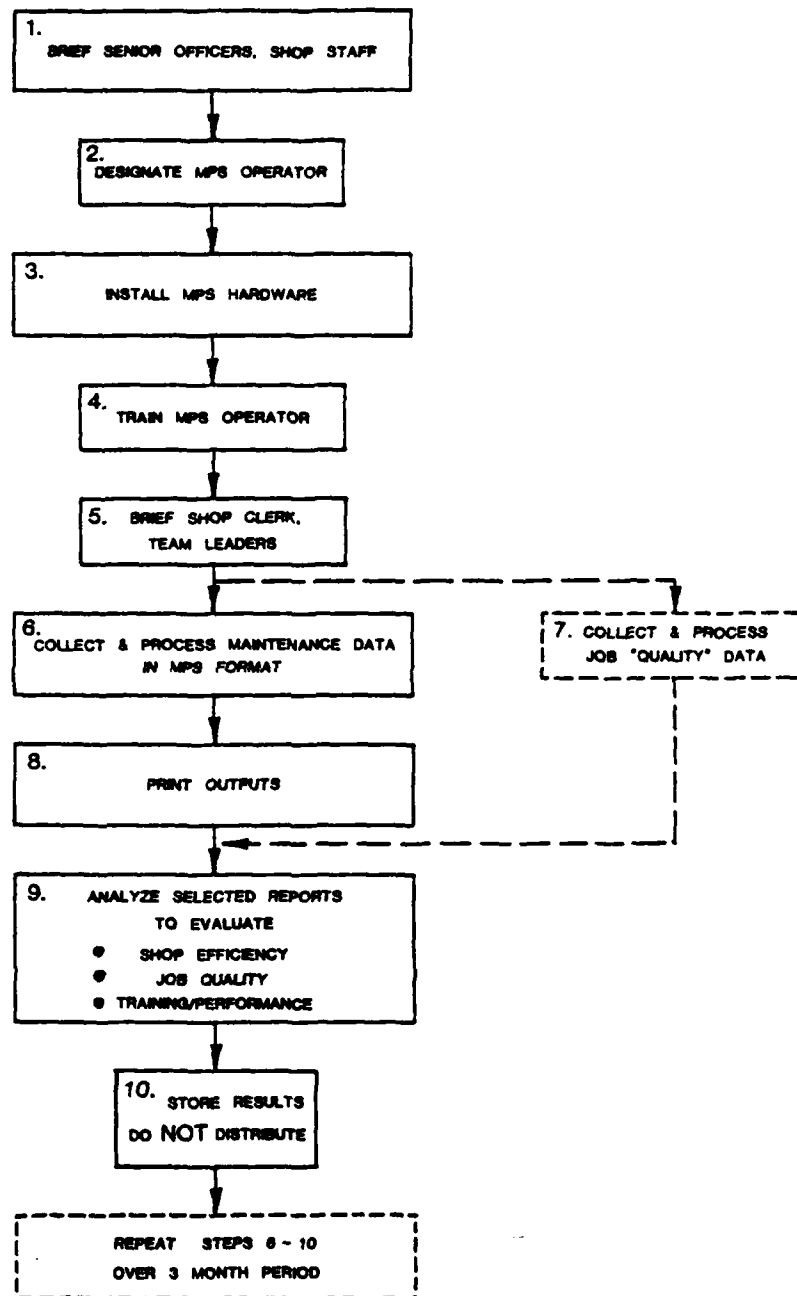 1.
BRIEF SENIOR OFFICERS, SHOP STAFF
2.
DESIGNATE MPS OPERATOR
3.
INSTALL MPS HARDWARE
4.
TRAIN MPS OPERATOR
5. BRIEF SHOP CLERK,
TEAM LEADERS
6.
COLLECT & PROCESS MAINTENANCE DATA
IN MPS FORMAT
7. COLLECT & PROCESS
JOB "QUALITY" DATA
8.
PRINT OUTPUTS
9. ANALYZE SELECTED REPORTS
TO EVALUATE
● SHOP EFFICIENCY
● JOB QUALITY
● TRAINING/PERFORMANCE
10.
STORE RESULTS
DO NOT DISTRIBUTE
REPEAT STEPS 6 ~ 10
OVER 3 MONTH PERIOD